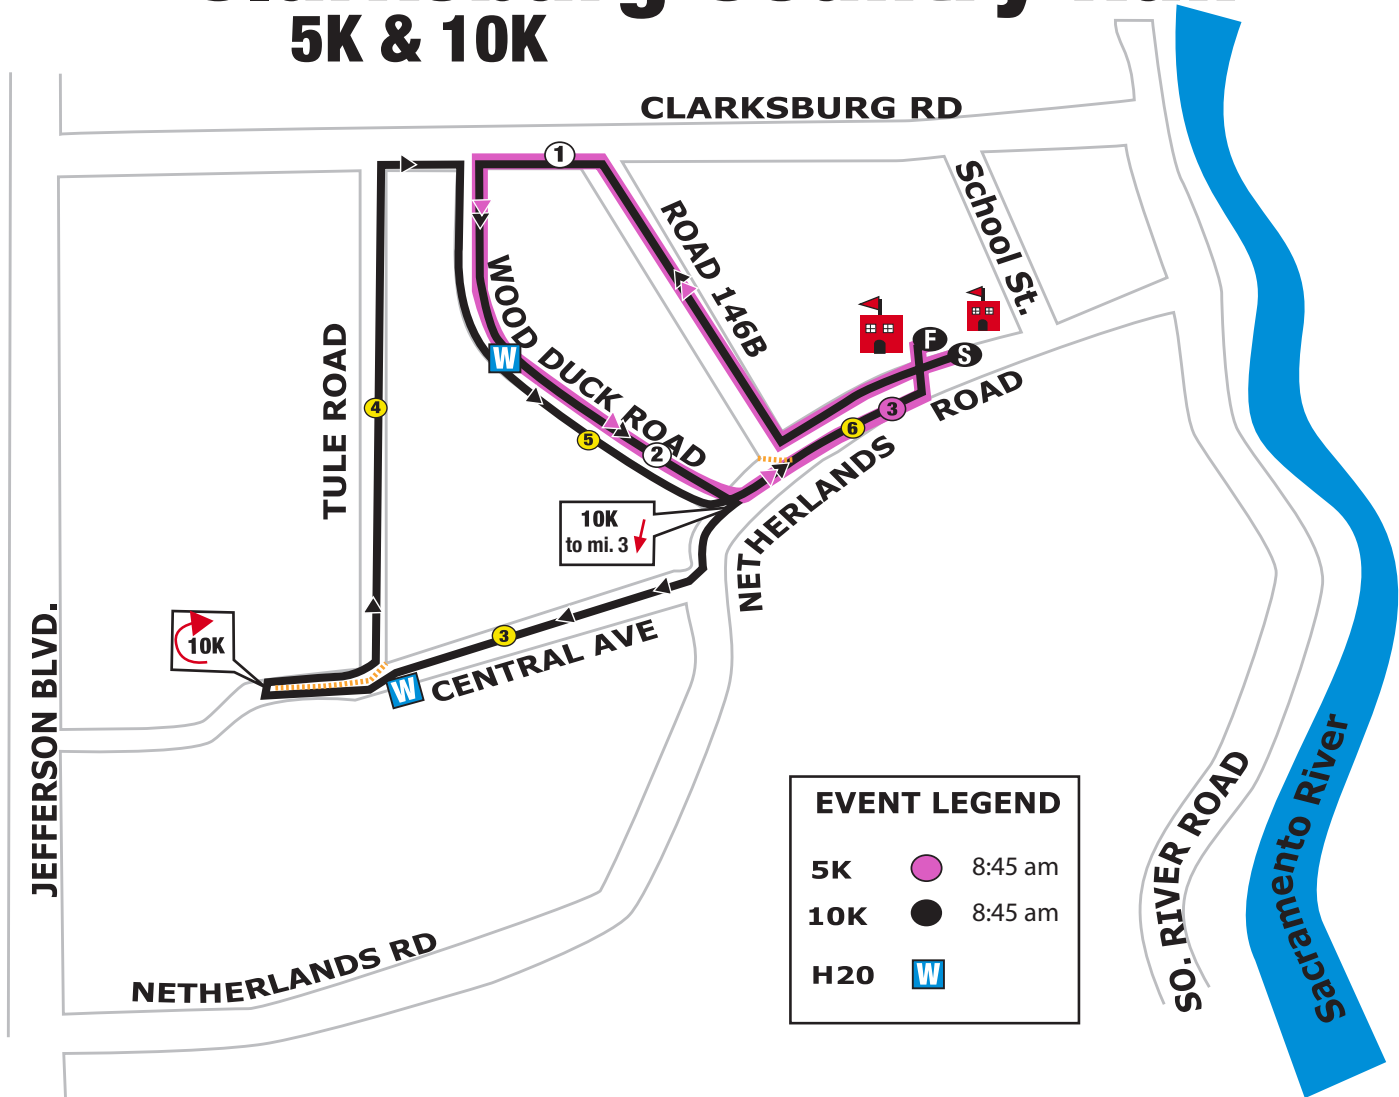 5K & 10K
CLARKSBURG RD
1
School St.
ROAD 146B
WOOD DUCK ROAD
TULE ROAD
F
S
W
4
3
ROAD
6
5
2
NETHERLANDS
10K
to mi. 3
10K
3
CENTRAL AVE
W
JEFFERSON BLVD.
NETHERLANDS RD
EVENT LEGEND
5K 8:45 am
10K 8:45 am
H20 W
SO. RIVER ROAD
Sacramento River